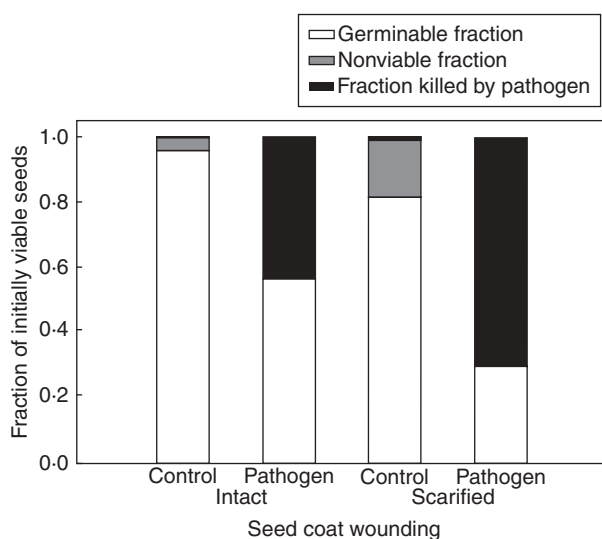 Germinable fraction
Nonviable fraction
Fraction killed by pathogen
Fraction of initially viable seeds
1·0
0·8
0·6
0·4
0·2
0·0
Control Pathogen Control Pathogen
Intact Scarified
Seed coat wounding